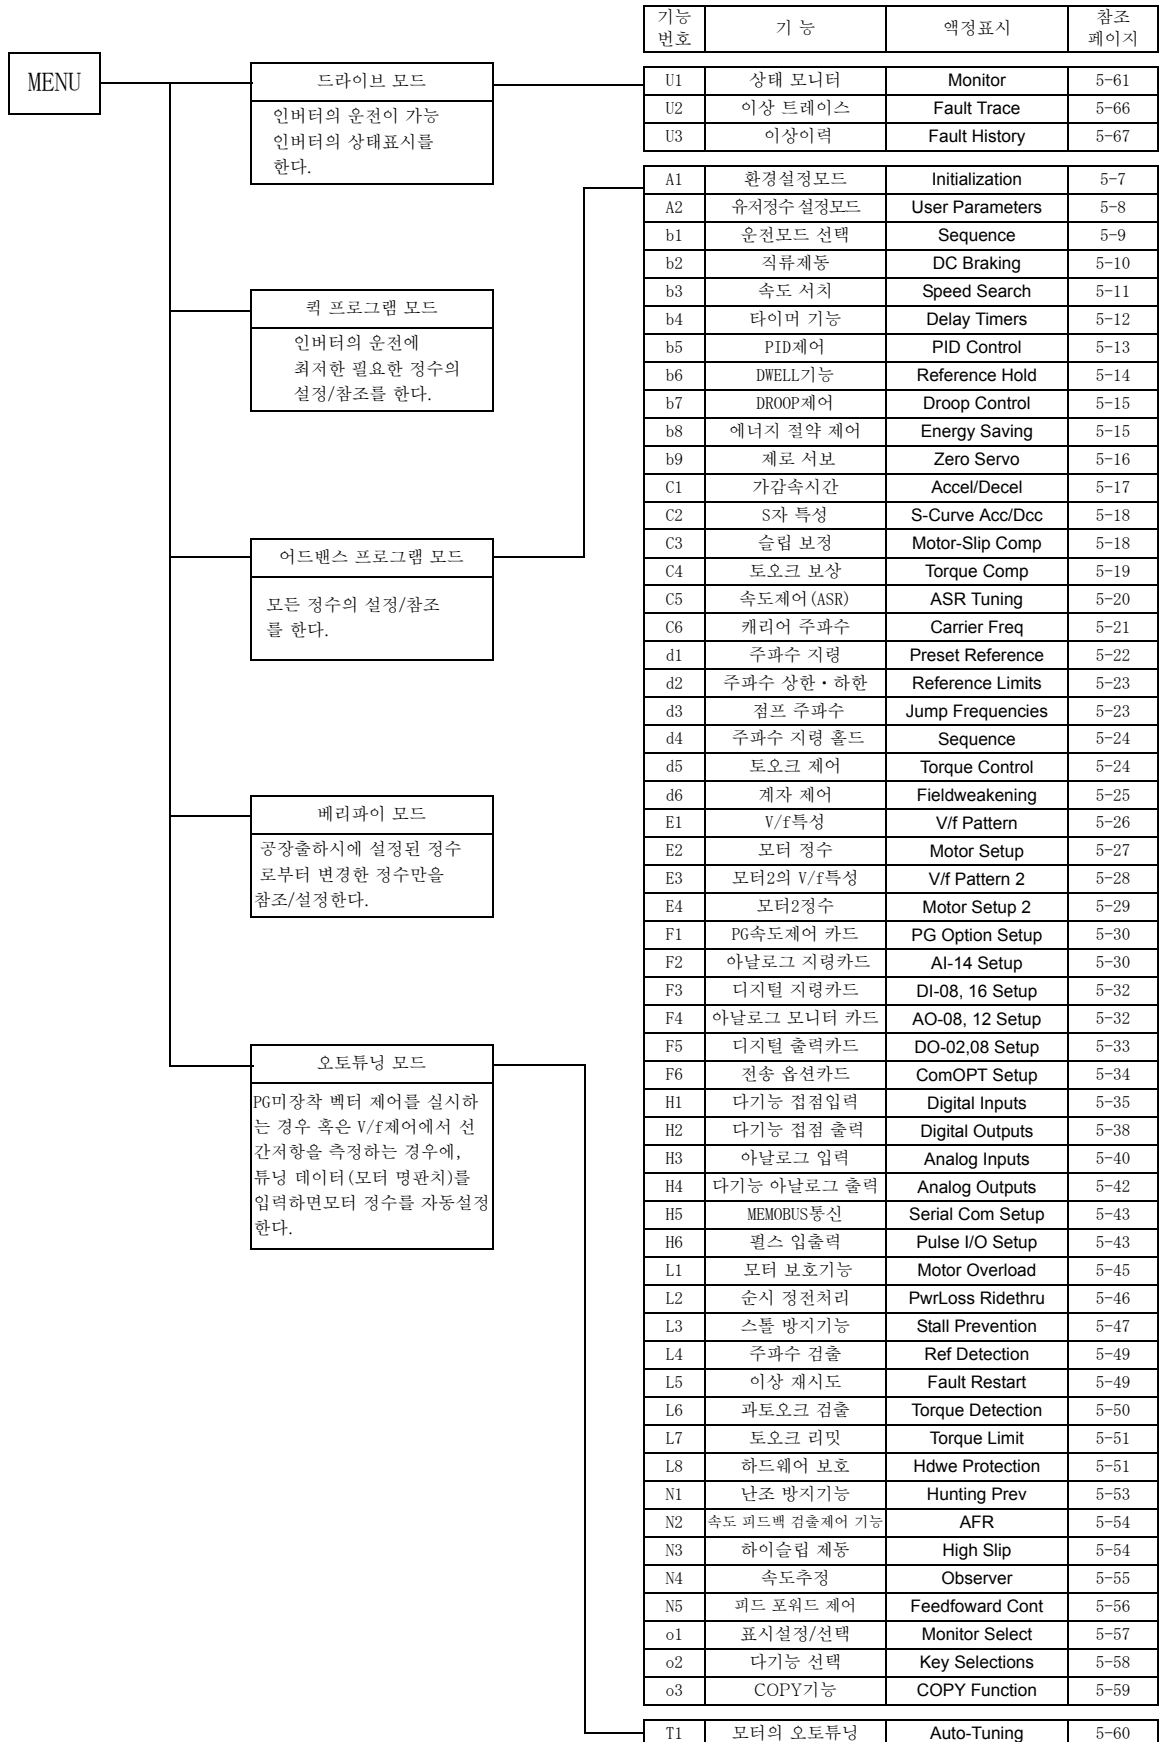 MENU
드라이브 모드
인버터의 운전이 가능
인버터의 상태표시를
한다.
퀵 프로그램 모드
인버터의 운전에
최저한 필요한 정수의
설정/참조를 한다.
어드밴스 프로그램 모드
모든 정수의 설정/참조
를 한다.
베리파이 모드
공장출하시에 설정된 정수
로부터 변경한 정수만을
참조/설정한다.
오토튜닝 모드
PG미장착 벡터 제어를 실시하
는 경우 혹은 V/f제어에서 선
간저항을 측정하는 경우에,
튜닝 데이터(모터 명판치)를
입력하면모터 정수를 자동설정
한다.
기능 번호 기 능 액정표시 참조 페이지
U1 상태 모니터 Monitor 5-61
U2 이상 트레이스 Fault Trace 5-66
U3 이상이력 Fault History 5-67
A1 환경설정모드 Initialization 5-7
A2 유저정수 설정모드 User Parameters 5-8
b1 운전모드 선택 Sequence 5-9
b2 직류제동 DC Braking 5-10
b3 속도 서치 Speed Search 5-11
b4 타이머 기능 Delay Timers 5-12
b5 PID제어 PID Control 5-13
b6 DWELL기능 Reference Hold 5-14
b7 DROOP제어 Droop Control 5-15
b8 에너지 절약 제어 Energy Saving 5-15
b9 제로 서보 Zero Servo 5-16
C1 가감속시간 Accel/Decel 5-17
C2 S자 특성 S-Curve Acc/Dcc 5-18
C3 슬립 보정 Motor-Slip Comp 5-18
C4 토오크 보상 Torque Comp 5-19
C5 속도제어(ASR) ASR Tuning 5-20
C6 캐리어 주파수 Carrier Freq 5-21
d1 주파수 지령 Preset Reference 5-22
d2 주파수 상한・하한 Reference Limits 5-23
d3 점프 주파수 Jump Frequencies 5-23
d4 주파수 지령 홀드 Sequence 5-24
d5 토오크 제어 Torque Control 5-24
d6 계자 제어 Fieldweakening 5-25
E1 V/f특성 V/f Pattern 5-26
E2 모터 정수 Motor Setup 5-27
E3 모터2의 V/f특성 V/f Pattern 2 5-28
E4 모터2정수 Motor Setup 2 5-29
F1 PG속도제어 카드 PG Option Setup 5-30
F2 아날로그 지령카드 AI-14 Setup 5-30
F3 디지털 지령카드 DI-08, 16 Setup 5-32
F4 아날로그 모니터 카드 AO-08, 12 Setup 5-32
F5 디지털 출력카드 DO-02,08 Setup 5-33
F6 전송 옵션카드 ComOPT Setup 5-34
H1 다기능 접점입력 Digital Inputs 5-35
H2 다기능 접점 출력 Digital Outputs 5-38
H3 아날로그 입력 Analog Inputs 5-40
H4 다기능 아날로그 출력 Analog Outputs 5-42
H5 MEMOBUS통신 Serial Com Setup 5-43
H6 펄스 입출력 Pulse I/O Setup 5-43
L1 모터 보호기능 Motor Overload 5-45
L2 순시 정전처리 PwrLoss Ridethru 5-46
L3 스톨 방지기능 Stall Prevention 5-47
L4 주파수 검출 Ref Detection 5-49
L5 이상 재시도 Fault Restart 5-49
L6 과토오크 검출 Torque Detection 5-50
L7 토오크 리밋 Torque Limit 5-51
L8 하드웨어 보호 Hdwe Protection 5-51
N1 난조 방지기능 Hunting Prev 5-53
N2 속도 피드백 검출제어 기능 AFR 5-54
N3 하이슬립 제동 High Slip 5-54
N4 속도추정 Observer 5-55
N5 피드 포워드 제어 Feedfoward Cont 5-56
o1 표시설정/선택 Monitor Select 5-57
o2 다기능 선택 Key Selections 5-58
o3 COPY기능 COPY Function 5-59
T1 모터의 오토튜닝 Auto-Tuning 5-60